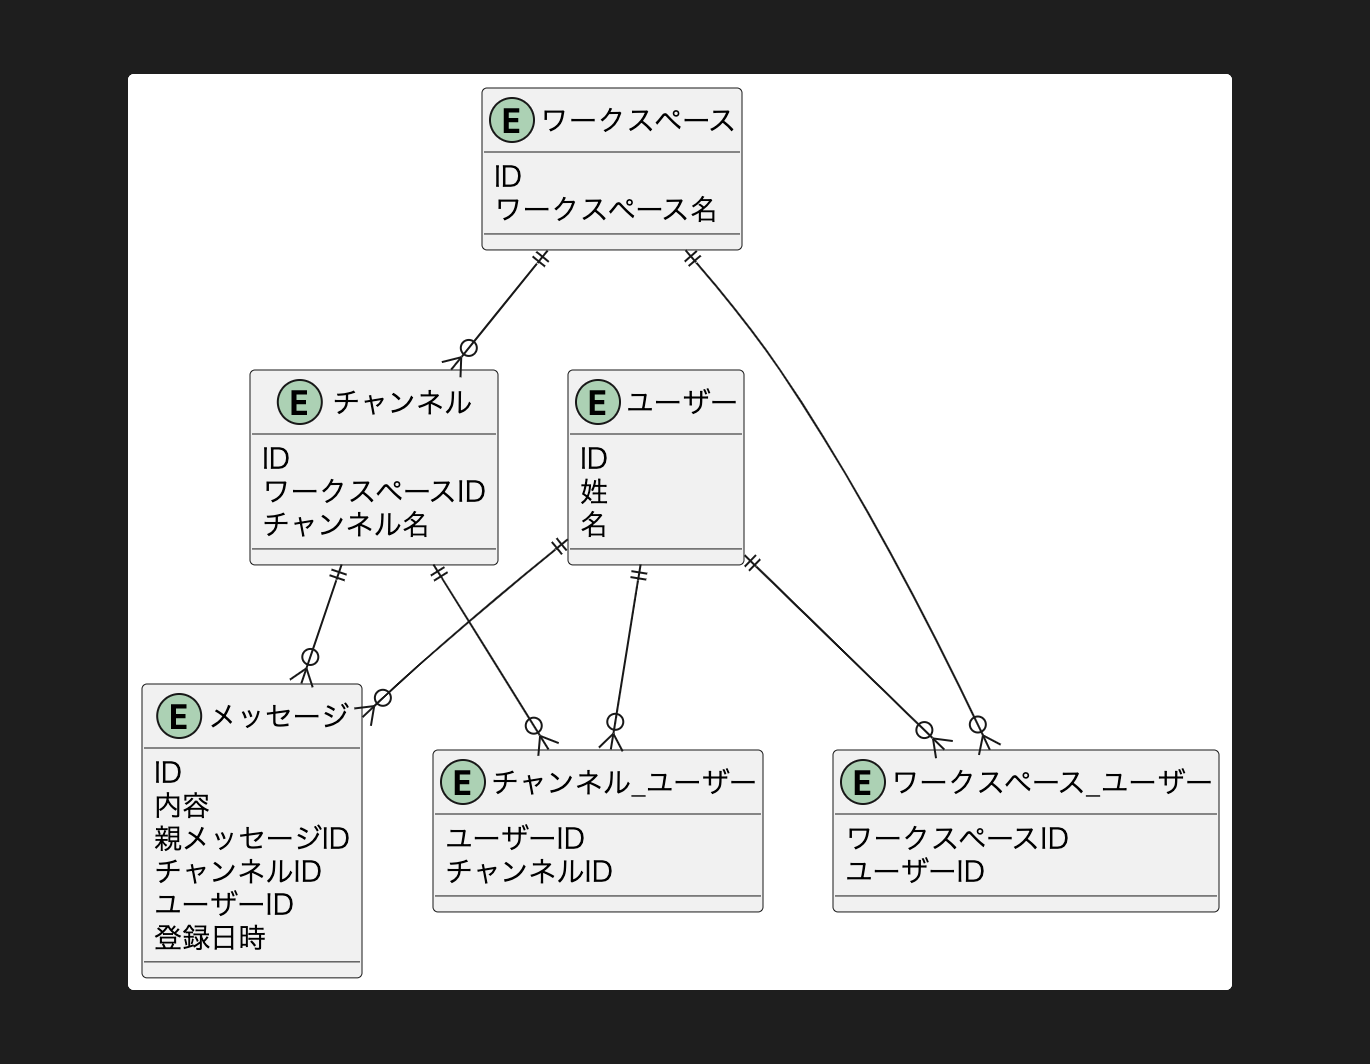 E ワークスペース
ID
ワークスペース名
E チャンネル
ID
ワークスペースID
チャンネル名
E ユーザー
ID
姓
名
E メッセージ
ID
内容
親メッセージID
チャンネルID
ユーザーID
登録日時
E チャンネル_ユーザー
ユーザーID
チャンネルID
E ワークスペース_ユーザー
ワークスペースID
ユーザーID